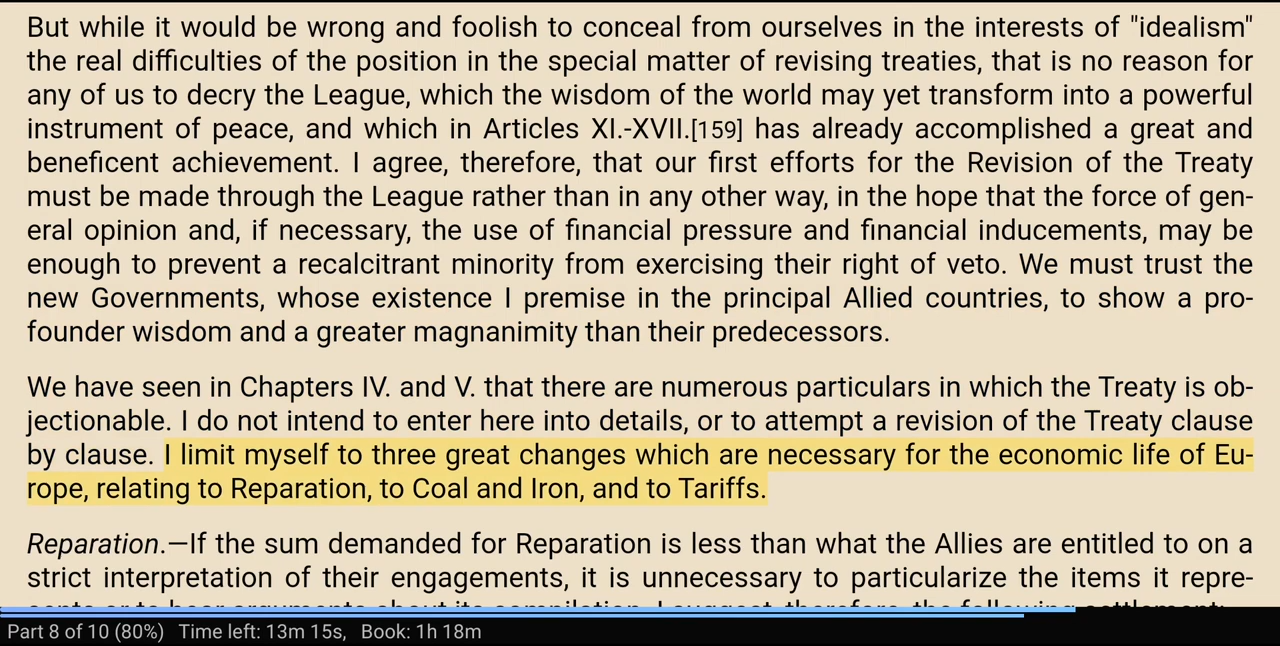 But while it would be wrong and foolish to conceal from ourselves in the interests of "idealism"
the real difficulties of the position in the special matter of revising treaties, that is no reason for
any of us to decry the League, which the wisdom of the world may yet transform into a powerful
instrument of peace, and which in Articles XI.-XVII.[159] has already accomplished a great and
beneficent achievement. I agree, therefore, that our first efforts for the Revision of the Treaty
must be made through the League rather than in any other way, in the hope that the force of gen-
eral opinion and, if necessary, the use of financial pressure and financial inducements, may be
enough to prevent a recalcitrant minority from exercising their right of veto. We must trust the
new Governments, whose existence I premise in the principal Allied countries, to show a pro-
founder wisdom and a greater magnanimity than their predecessors.
We have seen in Chapters IV. and V. that there are numerous particulars in which the Treaty is ob-
jectionable. I do not intend to enter here into details, or to attempt a revision of the Treaty clause
by clause. I limit myself to three great changes which are necessary for the economic life of Eu-
rope, relating to Reparation, to Coal and Iron, and to Tariffs.
Reparation.—If the sum demanded for Reparation is less than what the Allies are entitled to on a
strict interpretation of their engagements, it is unnecessary to particularize the items it repre-
sents or to hear arguments about its compilation. I suggest, therefore, the following settlement:
Part 8 of 10 (80%) Time left: 13m 15s, Book: 1h 18m